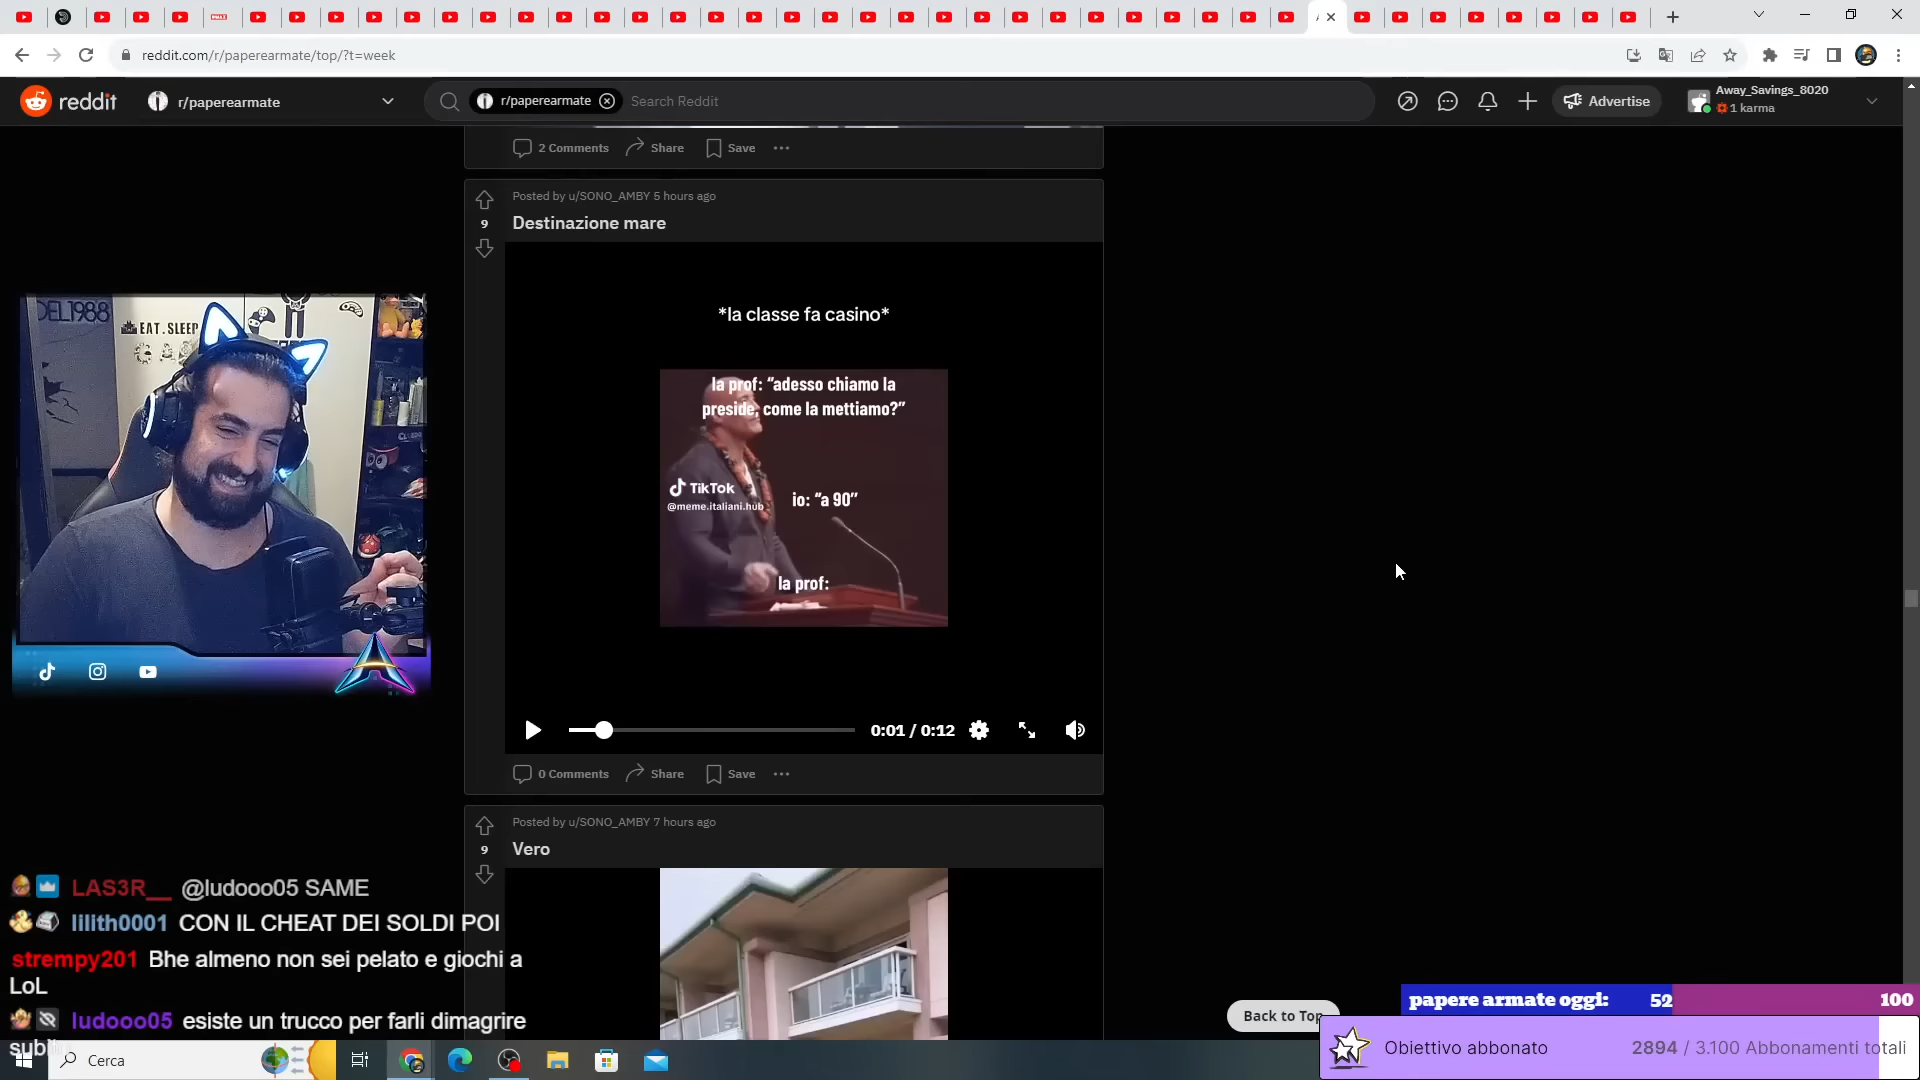 reddit.com/r/paperearmate/top/?t=week
reddit
r/paperearmate
r/paperearmate
Search Reddit
Advertise
Away_Savings_8020
1 karma
2 Comments
Share
Save
Posted by u/SONO_AMBY 5 hours ago
9
Destinazione mare
*la classe fa casino*
la prof: “adesso chiamo la
preside, come la mettiamo?”
TikTok
@meme.italiani.hub
io: “a 90”
la prof:
0:01 / 0:12
0 Comments
Share
Save
Posted by u/SONO_AMBY 7 hours ago
9
Vero
DEL1988
EAT.SLEEP
LAS3R__ @ludooo05 SAME
lilith0001 CON IL CHEAT DEI SOLDI POI
strempy201 Bhe almeno non sei pelato e giochi a
LoL
ludooo05 esiste un trucco per farli dimagrire
Back to Top
papere armate oggi: 52 100
Obiettivo abbonato 2894 / 3.100 Abbonamenti totali
Cerca